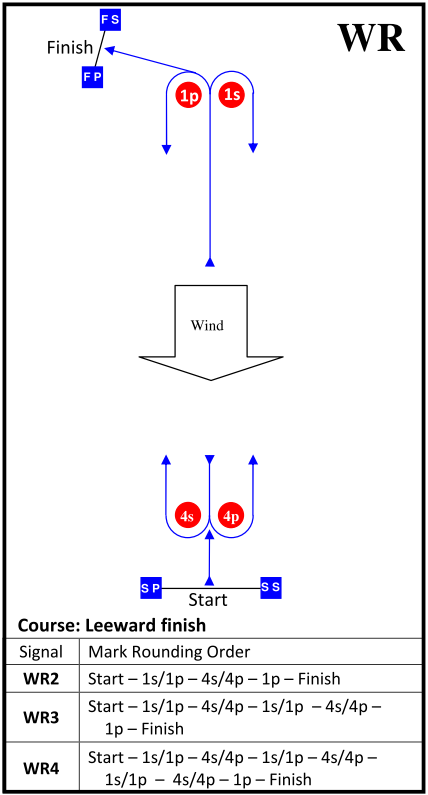 F S
WR
Finish
F P
1p
1s
Wind
4s
4p
S P
S S
Start
Course: Leeward finish
Signal Mark Rounding Order
WR2 Start – 1s/1p – 4s/4p – 1p – Finish
WR3 Start – 1s/1p – 4s/4p – 1s/1p – 4s/4p –
1p – Finish
WR4 Start – 1s/1p – 4s/4p – 1s/1p – 4s/4p –
1s/1p – 4s/4p – 1p – Finish